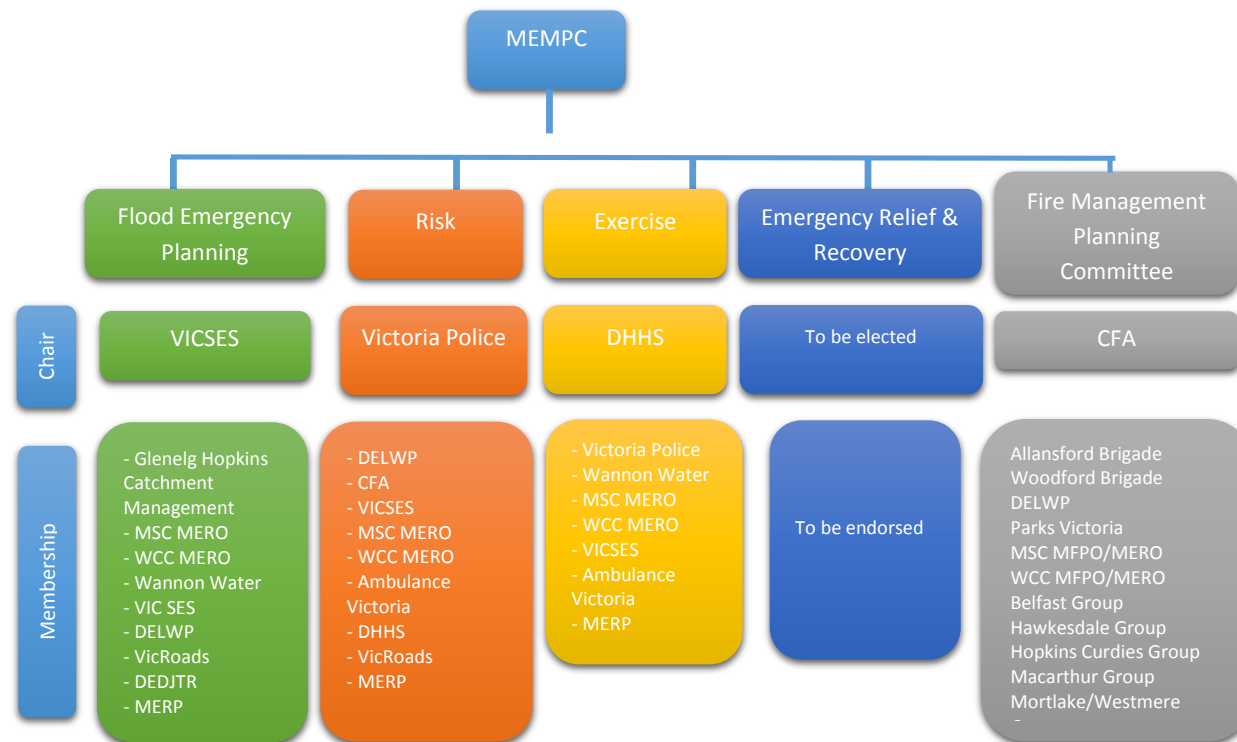 MEMPC
Flood Emergency
Planning
Risk
Exercise
Emergency Relief &
Recovery
Fire Management
Planning
Committee
Chair
VICSES
Victoria Police
DHHS
To be elected
CFA
Membership
- Glenelg Hopkins
Catchment
Management
- MSC MERO
- WCC MERO
- Wannon Water
- VIC SES
- DELWP
- VicRoads
- DEDJTR
- MERP
- DELWP
- CFA
- VICSES
- MSC MERO
- WCC MERO
- Ambulance
Victoria
- DHHS
- VicRoads
- MERP
- Victoria Police
- Wannon Water
- MSC MERO
- WCC MERO
- VICSES
- Ambulance
Victoria
- MERP
To be endorsed
Allansford Brigade
Woodford Brigade
DELWP
Parks Victoria
MSC MFPO/MERO
WCC MFPO/MERO
Belfast Group
Hawkesdale Group
Hopkins Curdies Group
Macarthur Group
Mortlake/Westmere